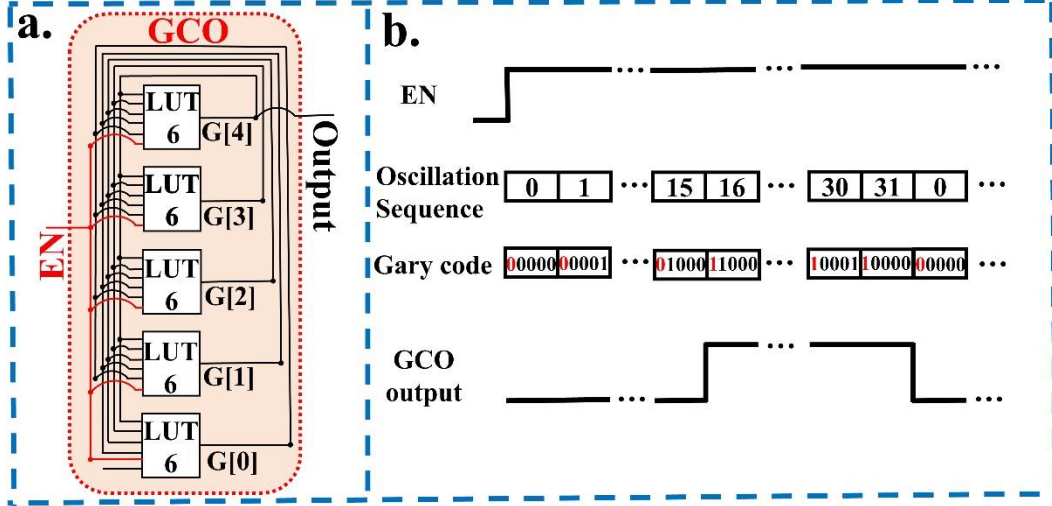 a.
GCO
LUT
6
G[4]
LUT
6
G[3]
LUT
6
G[2]
LUT
6
G[1]
LUT
6
G[0]
EN
Output
b.
EN
... ... ...
Oscillation
Sequence
0 1 ... 15 16 ... 30 31 0 ...
Gary code
00000 00001 ... 01000 11000 ... 10001 10000 00000 ...
GCO
output
... ... ...